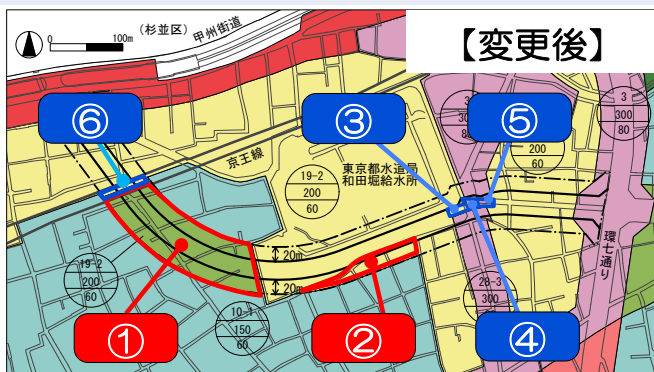 (杉並区)
甲州街道
【変更後】
100m
0
⑥
③
⑤
3
300
80
3
30
200
60
京王線
東京都水道局
和田堀給水所
19-2
200
60
環七通り
20m
20m
19-2
200
60
28-3
300
10-1
150
60
①
②
④